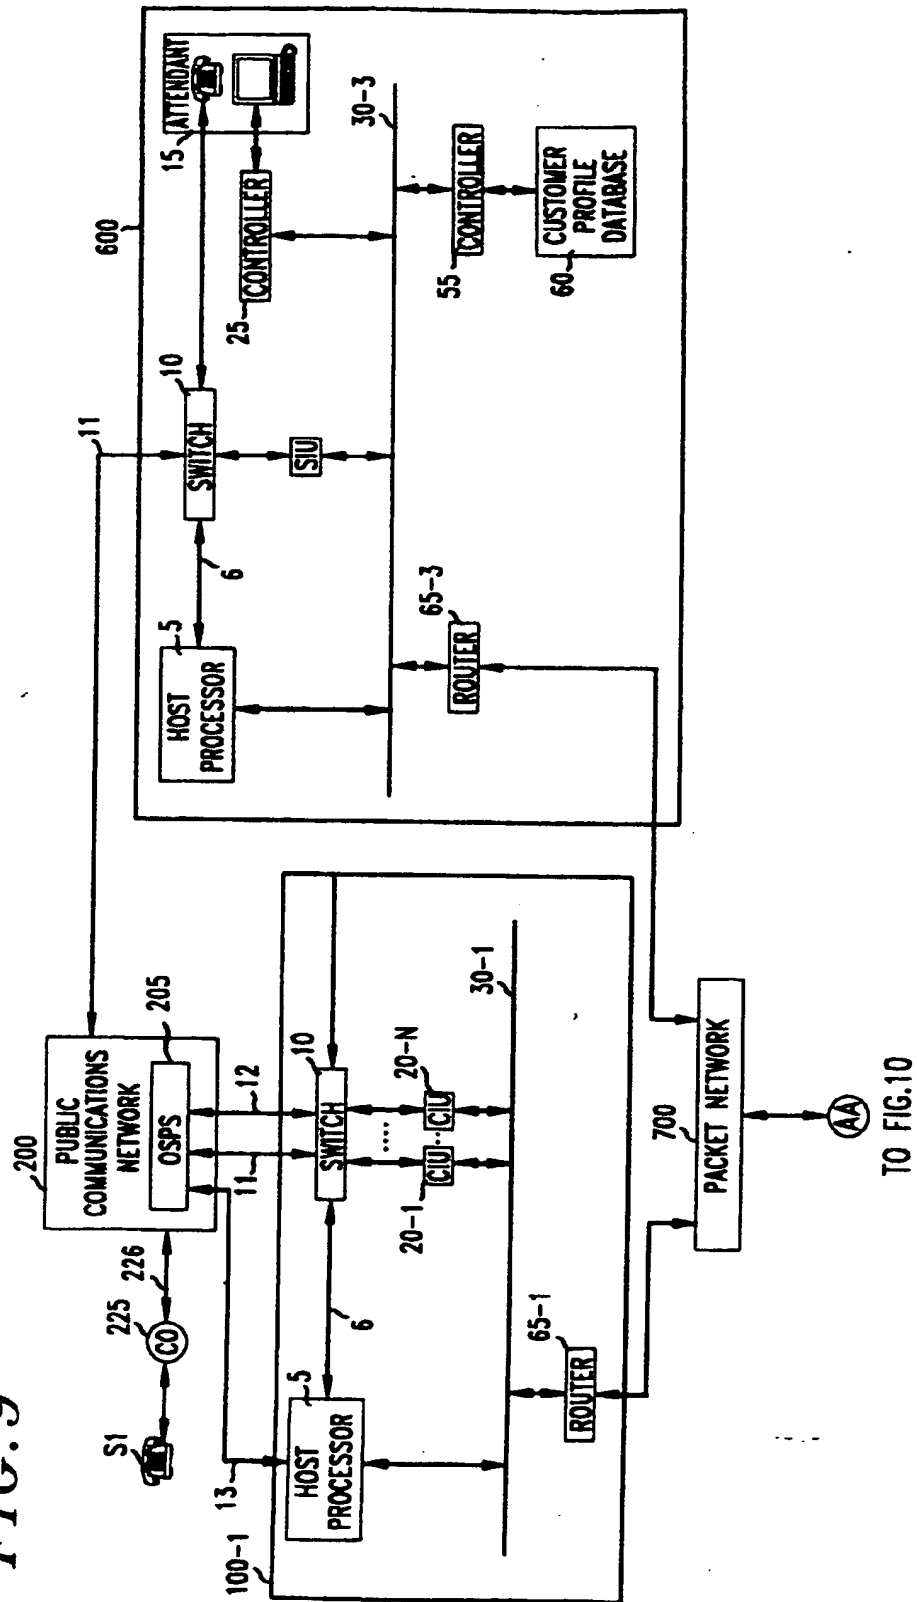 FIG. 9
S1
225
CO
226
200
PUBLIC
COMMUNICATIONS
NETWORK
OSPS
205
11
13
11
12
100-1
5
HOST
PROCESSOR
6
10
SWITCH
.....
20-1
CIU
...
CIU
20-N
30-1
65-1
ROUTER
600
5
HOST
PROCESSOR
6
10
SWITCH
SIU
15
ATTENDANT
25
CONTROLLER
30-3
65-3
ROUTER
55
CONTROLLER
60
CUSTOMER
PROFILE
DATABASE
700
PACKET NETWORK
AA
TO FIG.10